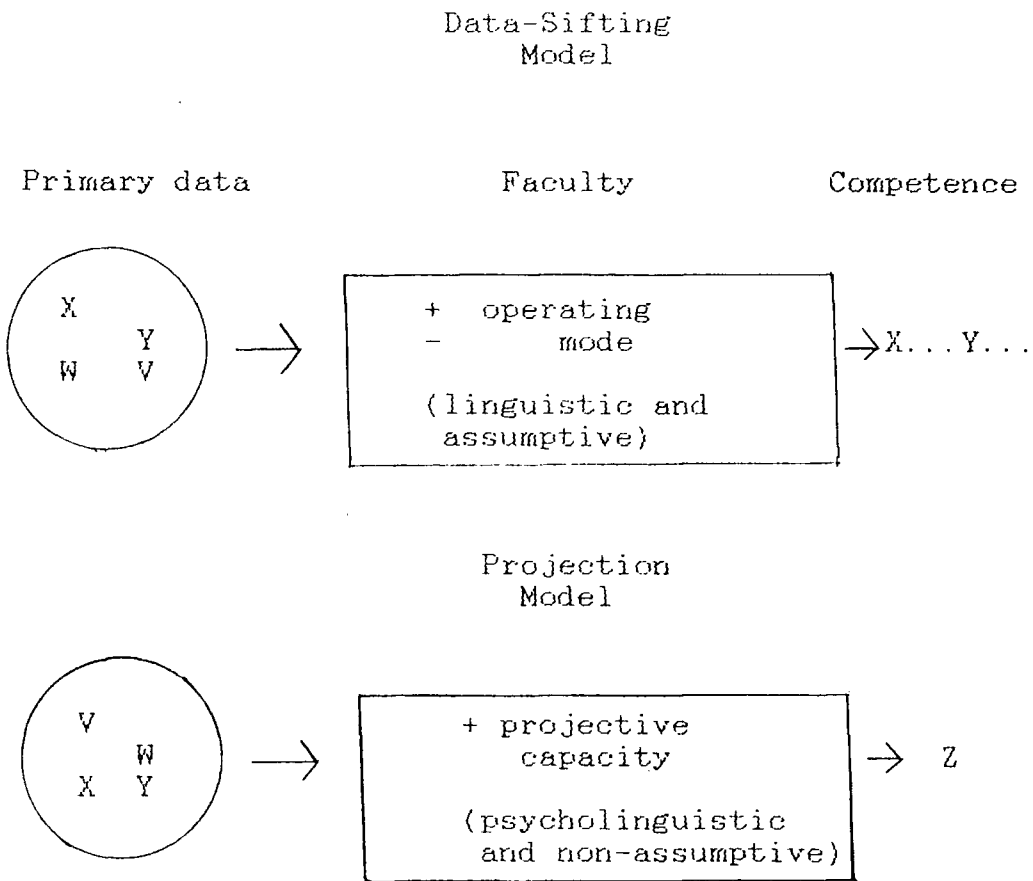 Data-Sifting
Model
Primary data Faculty Competence
X
Y
W V
+ operating
- mode
(linguistic and
assumptive)
X...Y...
Projection
Model
V
W
X Y
+ projective
capacity
(psycholinguistic
and non-assumptive)
Z